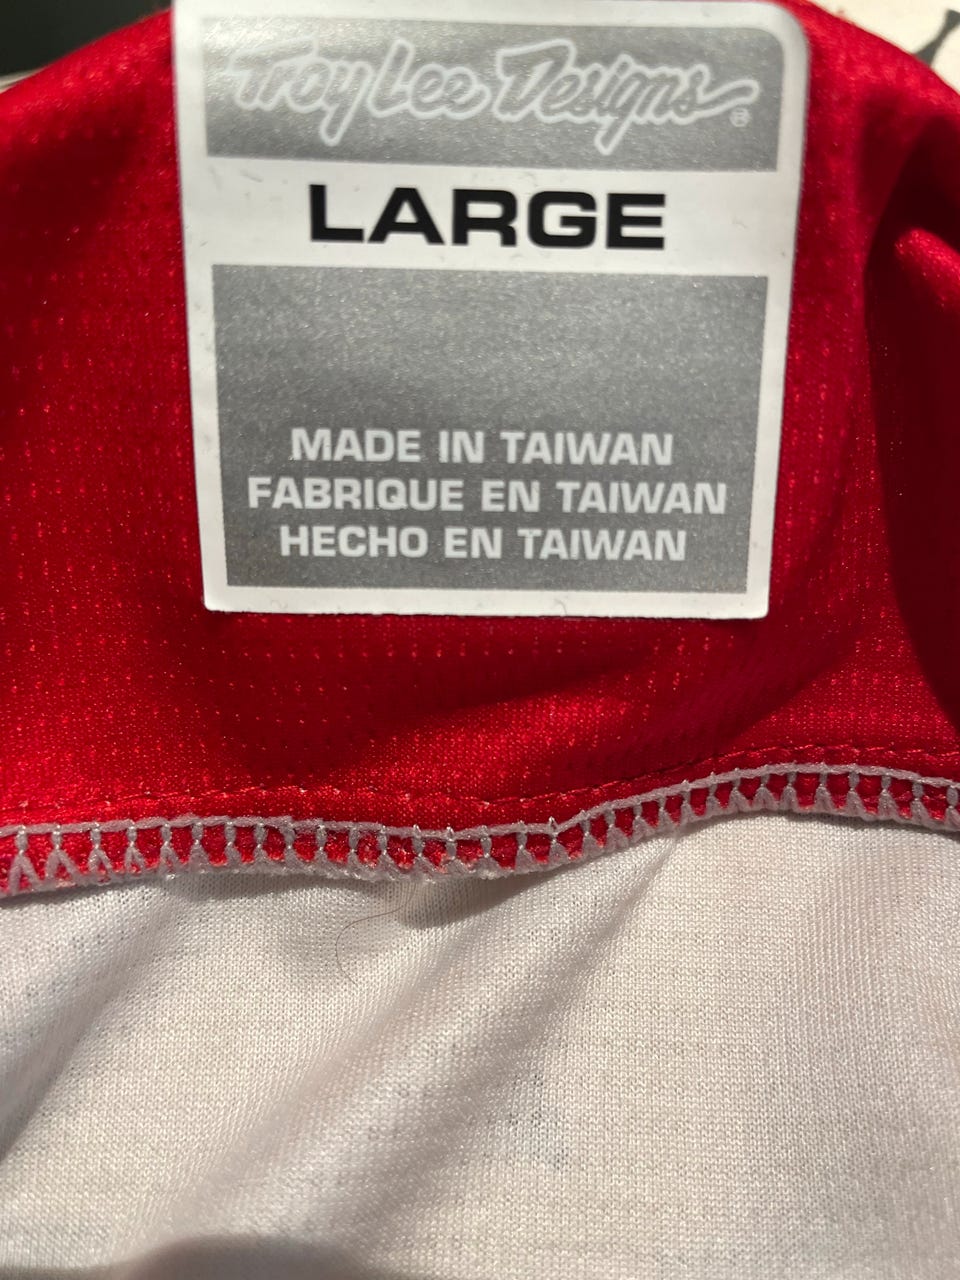 Troy Lee Designs®
LARGE
MADE IN TAIWAN
FABRIQUE EN TAIWAN
HECHO EN TAIWAN